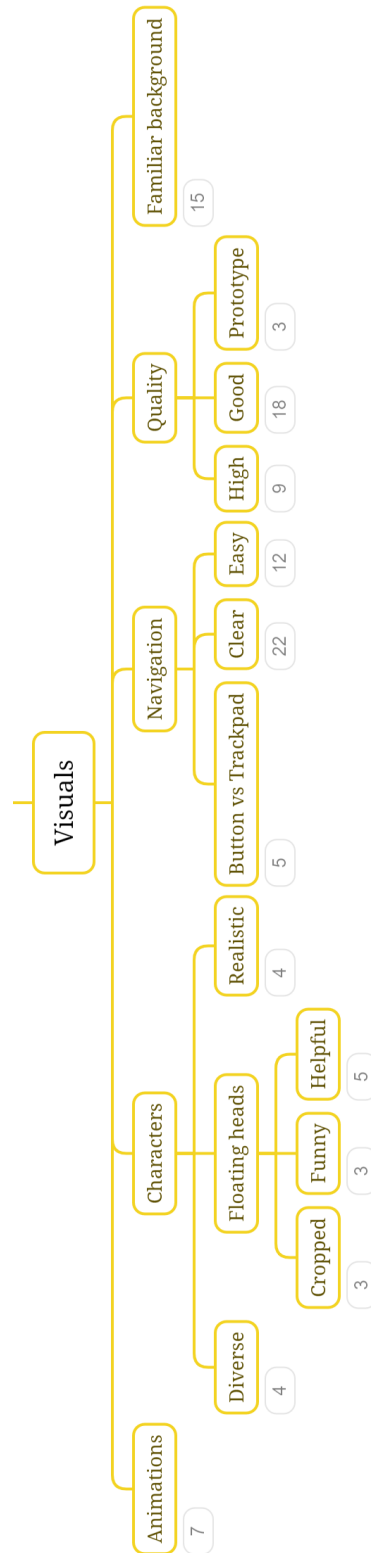 Visuals
Animations
7
Characters
Diverse
4
Floating heads
Cropped
3
Funny
3
Helpful
5
Realistic
4
Navigation
Button vs Trackpad
5
Clear
22
Easy
12
Quality
High
9
Good
18
Prototype
3
Familiar background
15